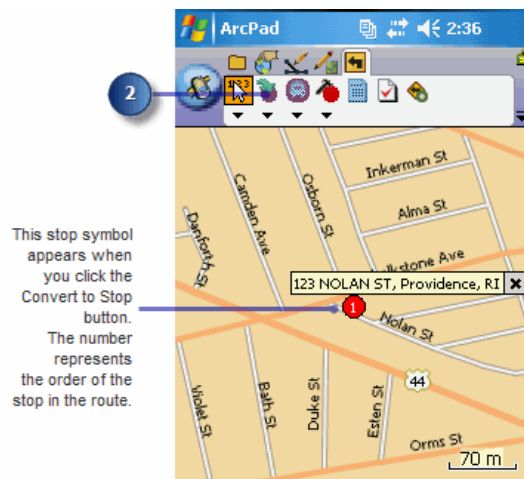 ArcPad 2:36
2
123
This stop symbol
appears when
you click the
Convert to Stop
button.
The number
represents
the order of the
stop in the route.
Inkerman St
Camden Ave
Osborn St
Alma St
Danforth St
lkstone Ave
123 NOLAN ST, Providence, RI
1
Nolan St
44
Violet St
Bath St
Duke St
Esten St
Orms St
70 m